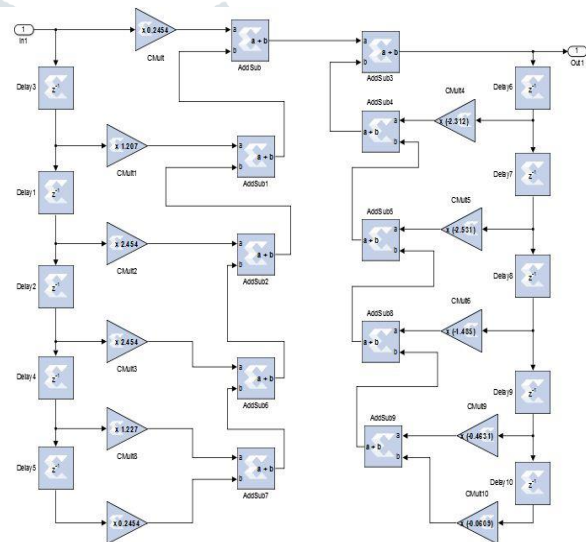 1
In1
x 0.2454
CMult
a
b
a + b
AddSub
a
b
a + b
AddSub3
1
Out1
Delay3
z-1
Delay6
z-1
AddSub4
a + b
a
b
CMult4
x (-2.312)
x 1.207
CMult1
a
b
a + b
AddSub1
Delay1
z-1
Delay7
z-1
x 2.454
CMult2
a
b
a + b
AddSub2
AddSub5
a + b
a
b
CMult5
x (-2.531)
Delay2
z-1
Delay8
z-1
AddSub8
a + b
a
b
CMult6
x (-1.485)
x 2.454
CMult3
a
b
a + b
AddSub6
Delay4
z-1
Delay9
z-1
x 1.227
CMult8
a
b
a + b
AddSub7
AddSub9
a + b
a
b
x (-0.4631)
CMult9
Delay5
z-1
Delay10
z-1
x 0.2454
x (-0.0609)
CMult10